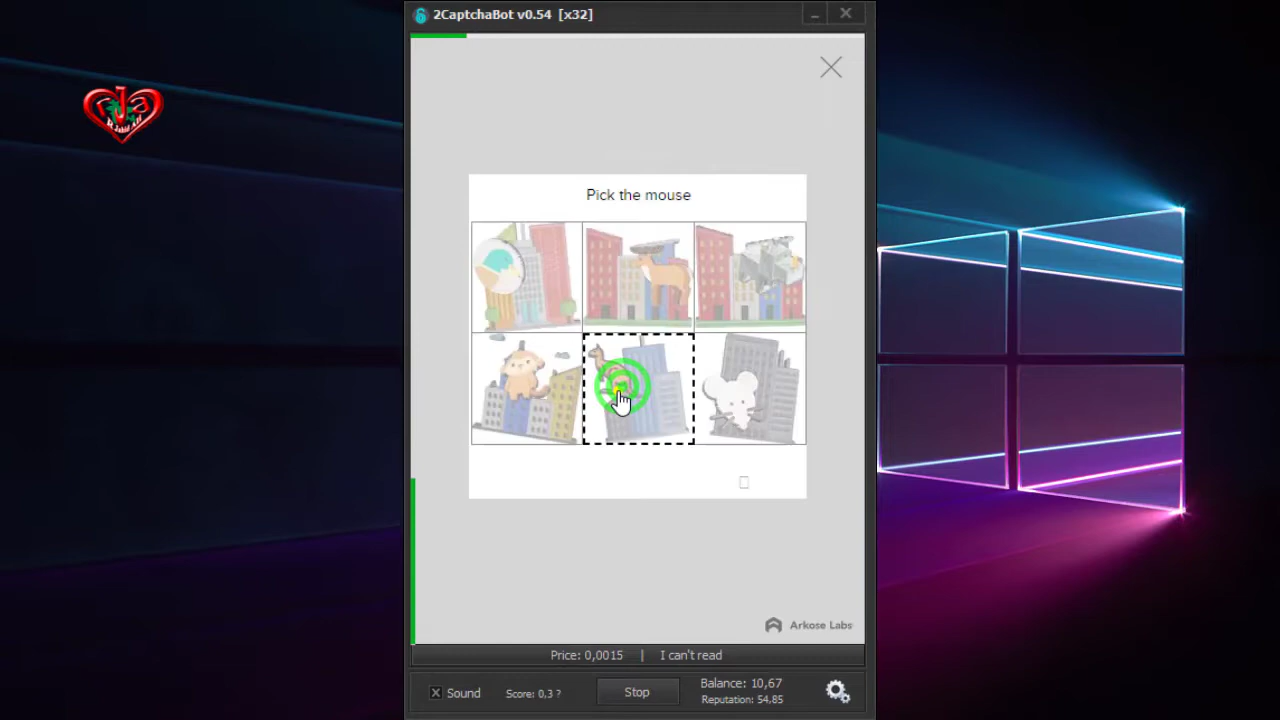 2CaptchaBot v0.54 [x32]
Pick the mouse
Arkose Labs
Price: 0,0015 | I can't read
Sound
Score: 0,3 ?
Stop
Balance: 10,67
Reputation: 54,85